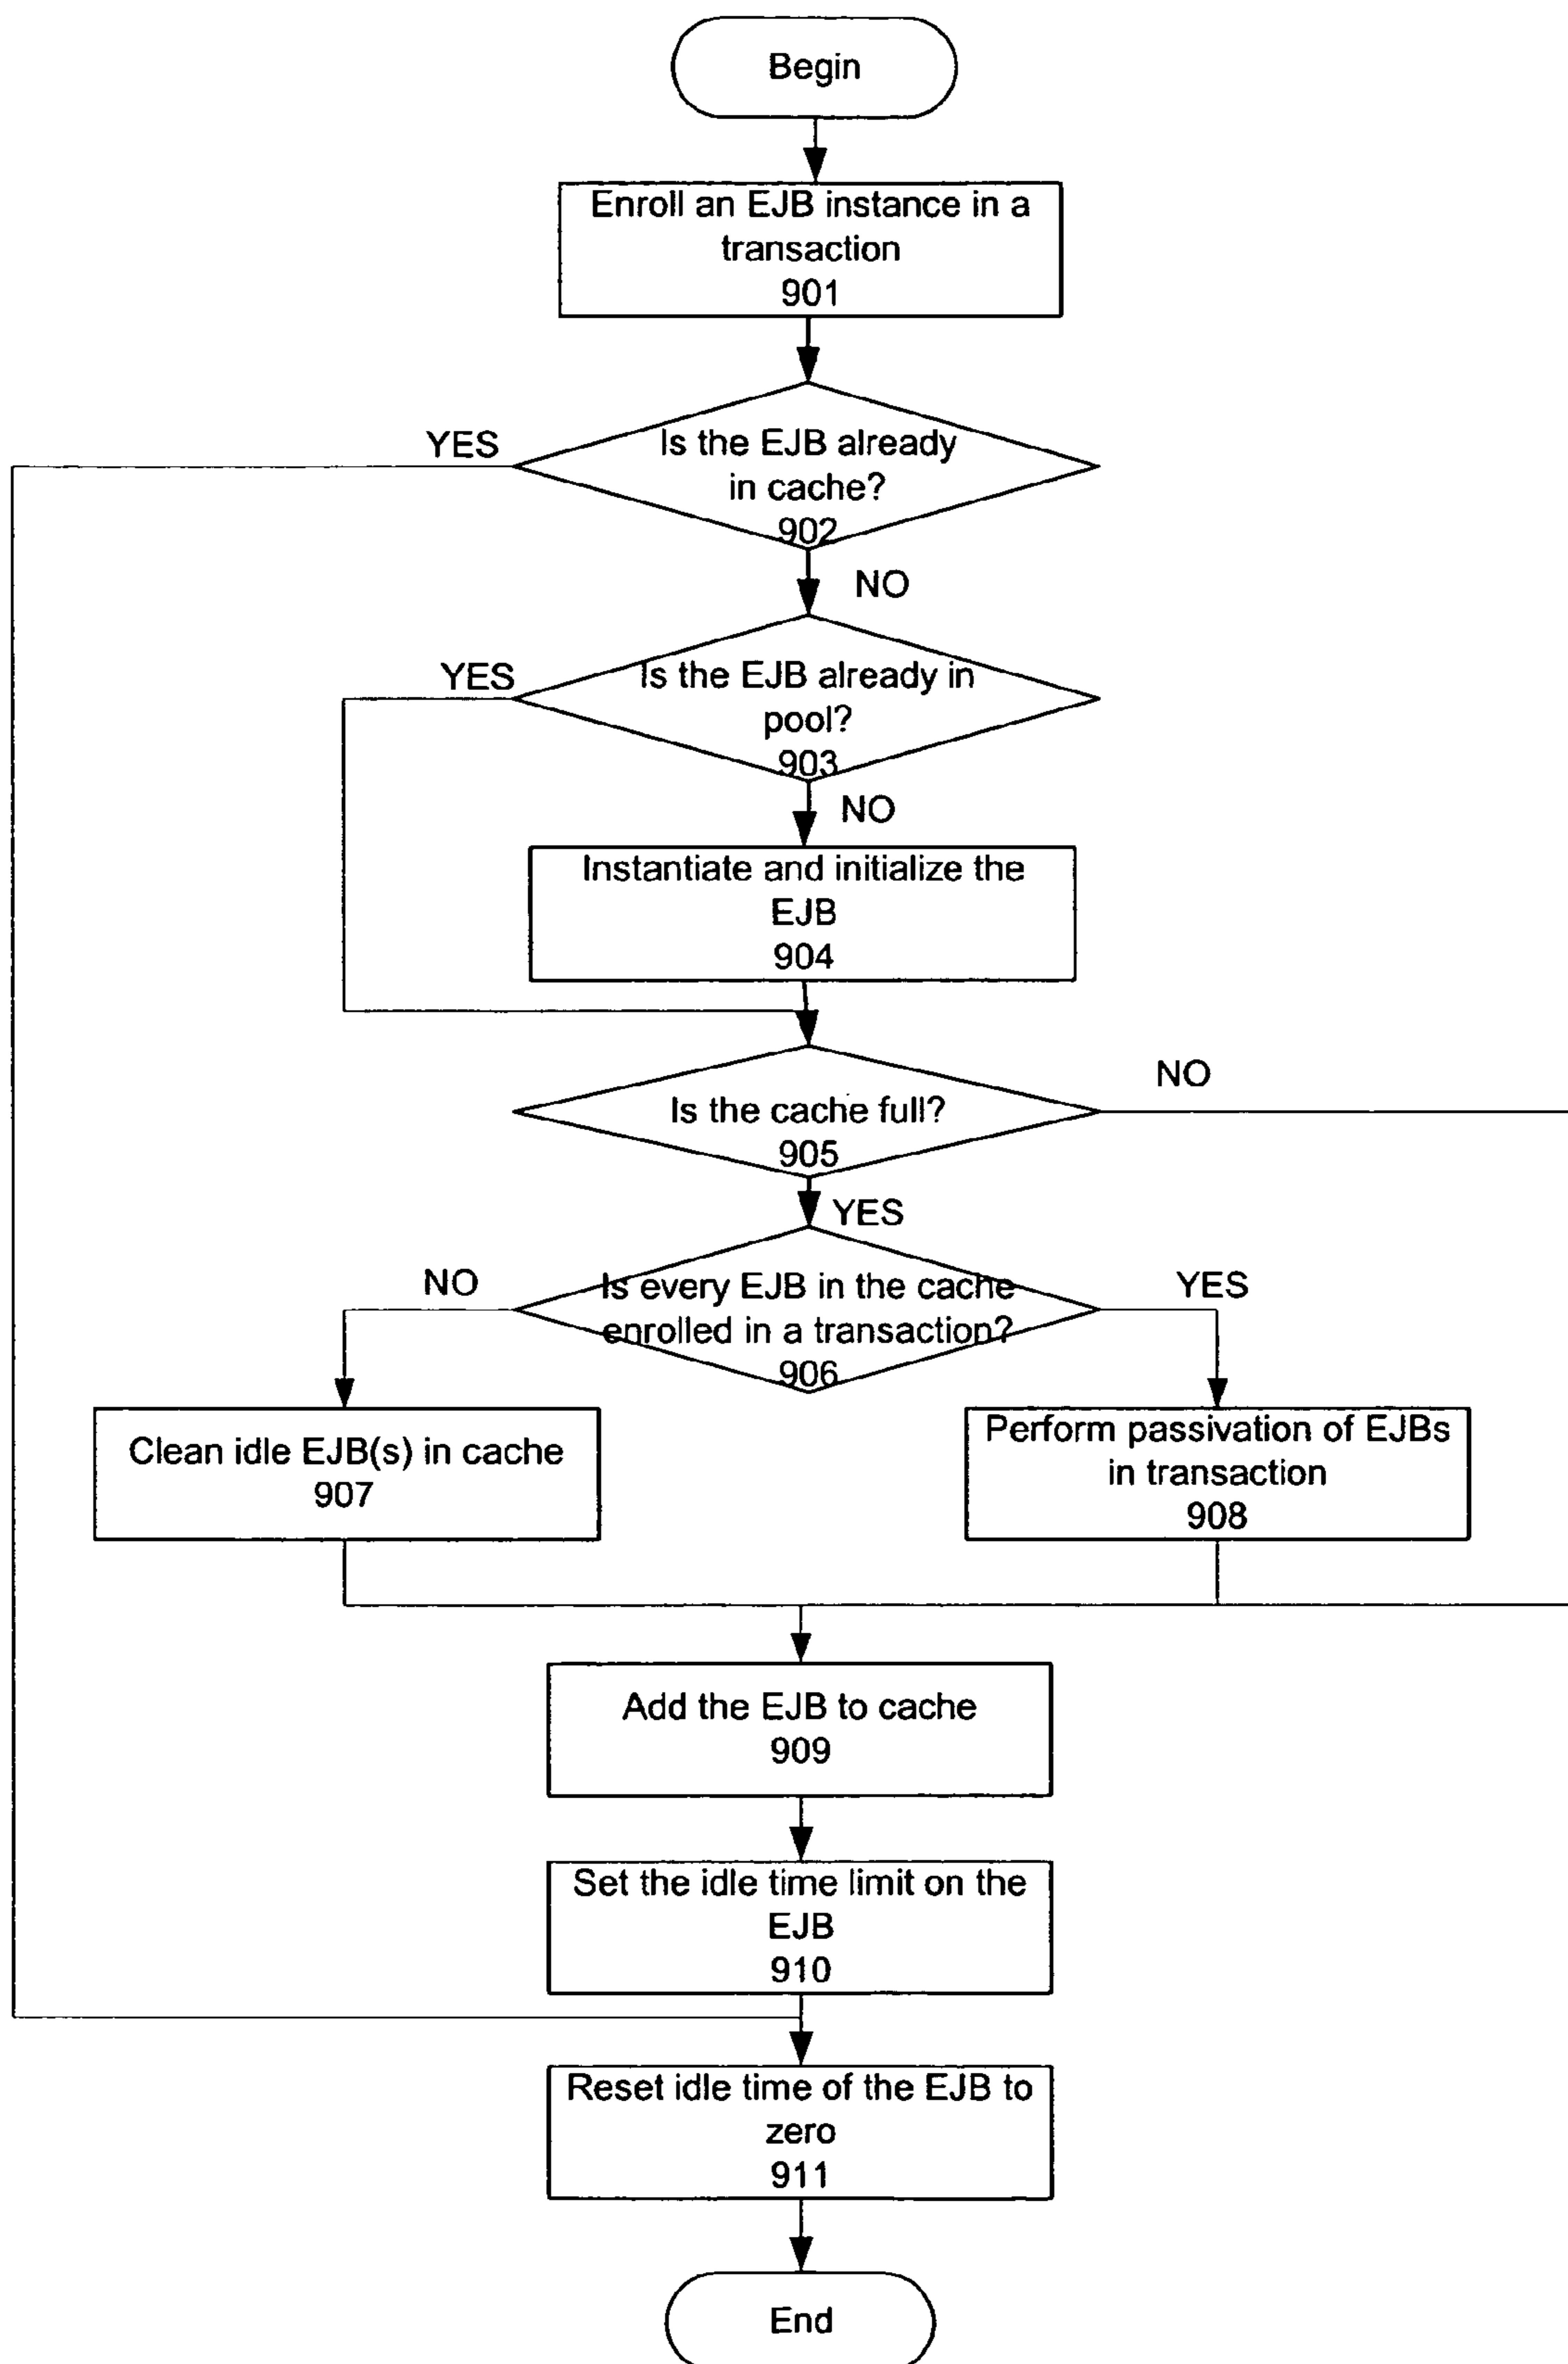 Begin
Enroll an EJB instance in a
transaction
901
YES
Is the EJB already
in cache?
902
NO
YES
Is the EJB already in
pool?
903
NO
Instantiate and initialize the
EJB
904
NO
Is the cache full?
905
YES
NO
Is every EJB in the cache
enrolled in a transaction?
906
YES
Clean idle EJB(s) in cache
907
Perform passivation of EJBs
in transaction
908
Add the EJB to cache
909
Set the idle time limit on the
EJB
910
Reset idle time of the EJB to
zero
911
End